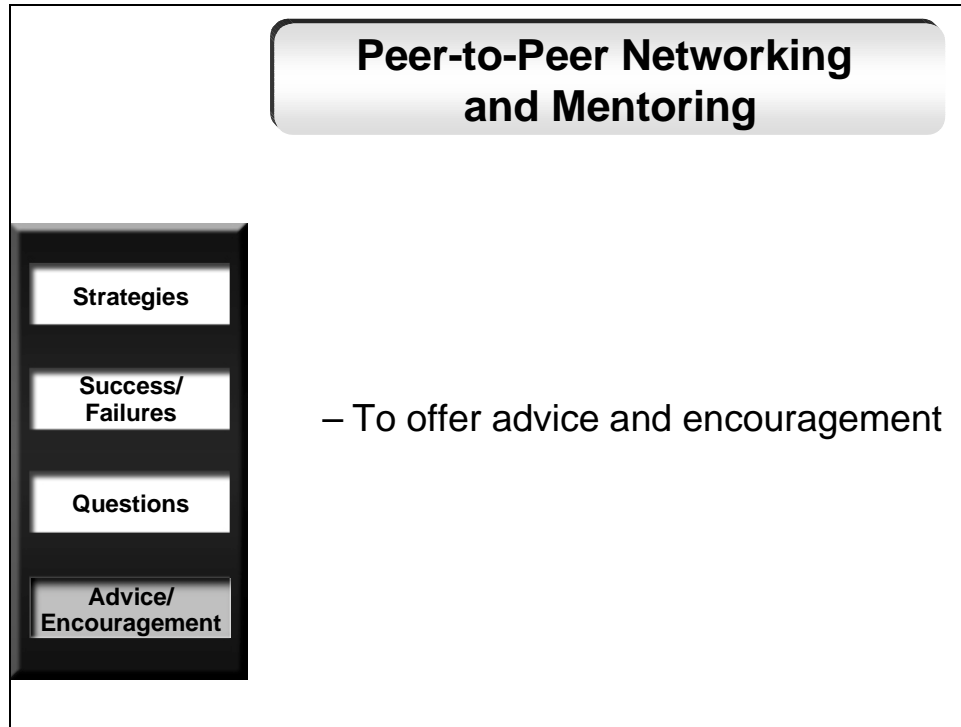 Peer-to-Peer Networking
and Mentoring
Strategies
Success/
Failures
Questions
Advice/
Encouragement
– To offer advice and encouragement